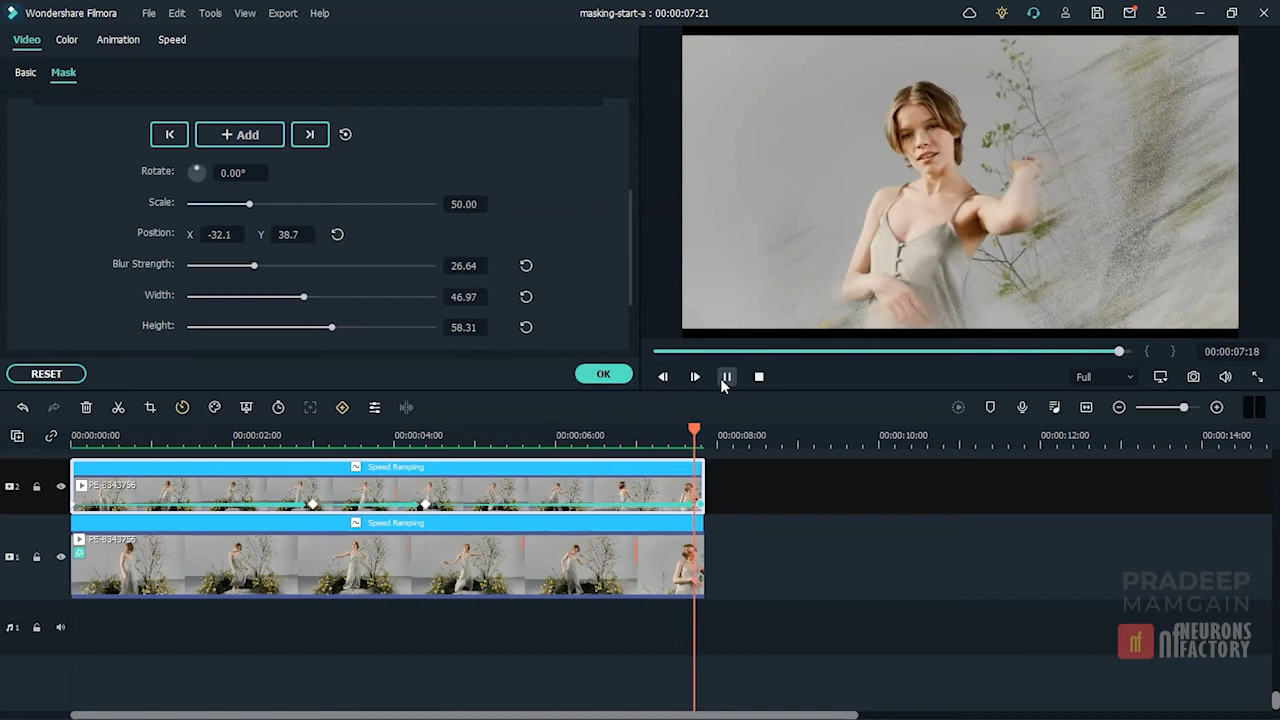 Wondershare Filmora File Edit Tools View Export Help masking-start-a : 00:00:07:21
Video Color Animation Speed
Basic Mask
+ Add
Rotate: 0.00°
Scale: 50.00
Position: X -32.1 Y 38.7
Blur Strength: 26.64
Width: 46.97
Height: 58.31
RESET OK
00:00:07:18
Full
00:00:00:00 00:00:02:00 00:00:04:00 00:00:06:00 00:00:08:00 00:00:10:00 00:00:12:00 00:00:14:00
Speed Ramping
2 PE-8343756
Speed Ramping
1 PE-8343756
1
PRADEEP
MAMGAIN
nf NEURONS
FACTORY